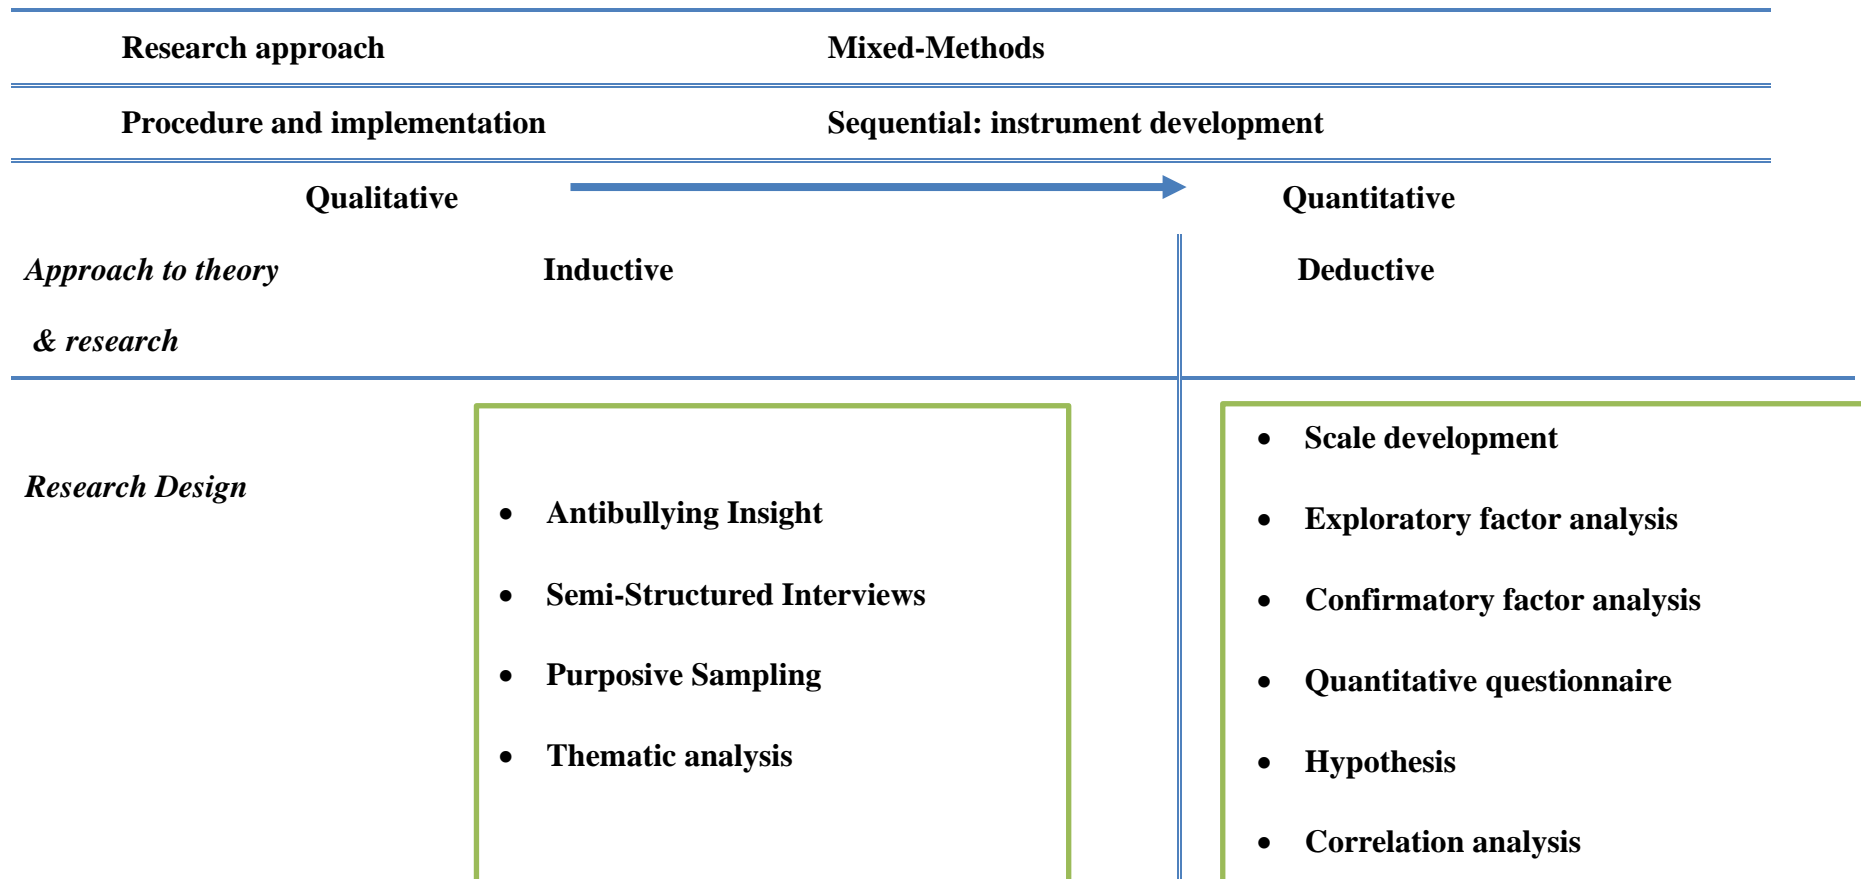 Research approach Mixed-Methods
Procedure and implementation Sequential: instrument development
Qualitative Quantitative
Approach to theory Inductive Deductive
& research
Research Design
• Antibullying Insight
• Semi-Structured Interviews
• Purposive Sampling
• Thematic analysis
• Scale development
• Exploratory factor analysis
• Confirmatory factor analysis
• Quantitative questionnaire
• Hypothesis
• Correlation analysis